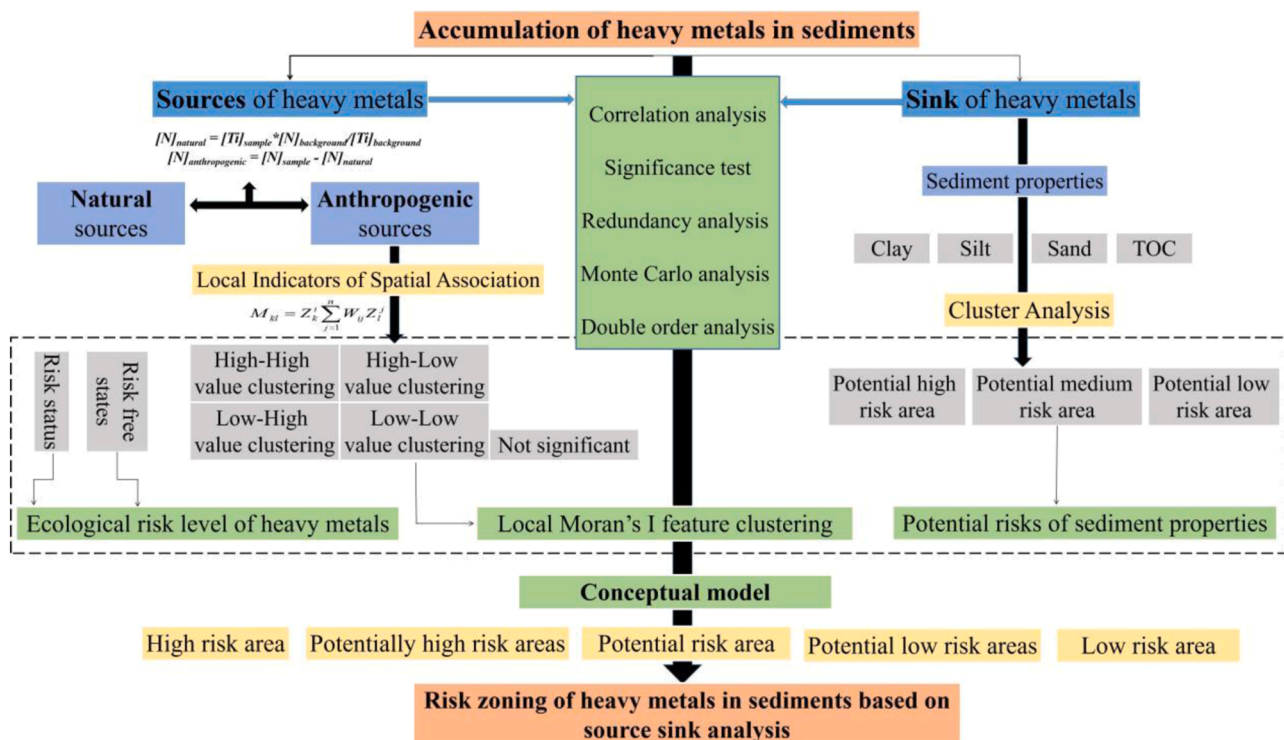 Accumulation of heavy metals in sediments
Sources of heavy metals
[N]natural = [Ti]sample*[N]background/[Ti]background
[N]anthropogenic = [N]sample - [N]natural
Natural
sources
Anthropogenic
sources
Local Indicators of Spatial Association
M_kl = Z_k^i ∑_{j=1}^n W_ij Z_l^j
Correlation analysis
Significance test
Redundancy analysis
Monte Carlo analysis
Double order analysis
Sink of heavy metals
Sediment properties
Clay
Silt
Sand
TOC
Cluster Analysis
Risk status
Risk free
states
High-High
value clustering
High-Low
value clustering
Low-High
value clustering
Low-Low
value clustering
Not significant
Potential high
risk area
Potential medium
risk area
Potential low
risk area
Ecological risk level of heavy metals
Local Moran's I feature clustering
Potential risks of sediment properties
Conceptual model
High risk area
Potentially high risk areas
Potential risk area
Potential low risk areas
Low risk area
Risk zoning of heavy metals in sediments based on
source sink analysis